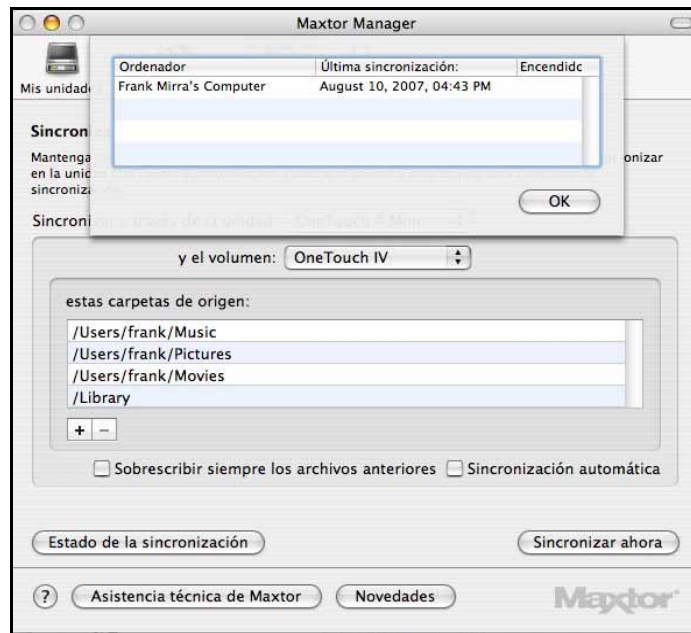 Maxtor Manager
Ordenador Última sincronización: Encendido
Frank Mirra's Computer August 10, 2007, 04:43 PM
Mis unidad
Sincron
Mantenga
onizar
en la unid
sincroniz
OK
Sincroni
y el volumen: OneTouch IV
estas carpetas de origen:
/Users/frank/Music
/Users/frank/Pictures
/Users/frank/Movies
/Library
+ −
Sobrescribir siempre los archivos anteriores Sincronización automática
Estado de la sincronización Sincronizar ahora
? Asistencia técnica de Maxtor Novedades Maxtor